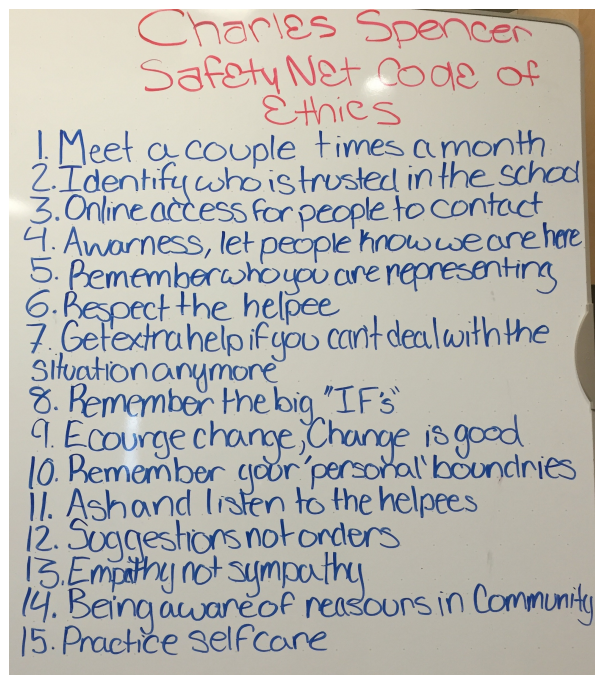 Charles Spencer
Safety Net Code of
Ethics
1. Meet a couple times a month
2. Identify who is trusted in the school
3. Online access for people to contact
4. Awarness, let people know we are here
5. Remember who you are representing
6. Respect the helpee
7. Get extra help if you cant deal with the
situation anymore
8. Remember the big "IF's"
9. Ecourge change, Change is good
10. Remember your 'personal' boundries
11. Ask and listen to the helpees
12. Suggestions not orders
13. Empathy not sympathy
14. Being aware of reasours in Community
15. Practice self care